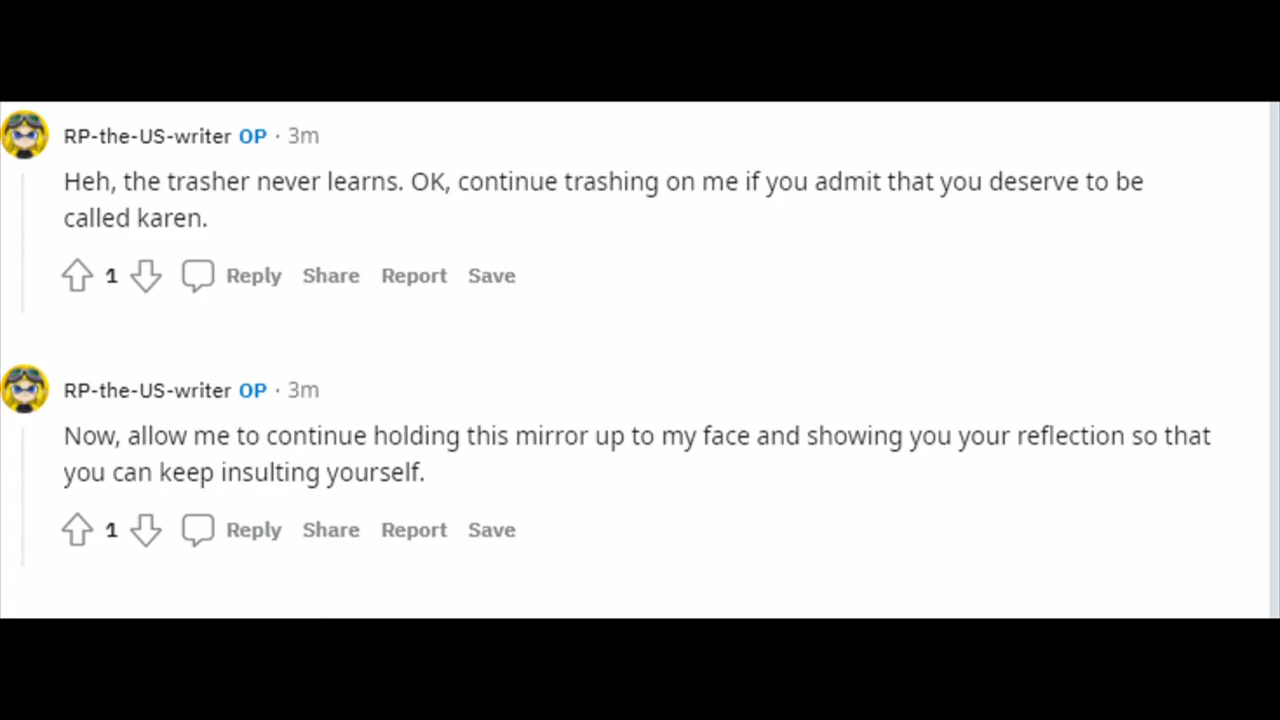 RP-the-US-writer OP · 3m
Heh, the trasher never learns. OK, continue trashing on me if you admit that you deserve to be
called karen.
1 Reply Share Report Save
RP-the-US-writer OP · 3m
Now, allow me to continue holding this mirror up to my face and showing you your reflection so that
you can keep insulting yourself.
1 Reply Share Report Save